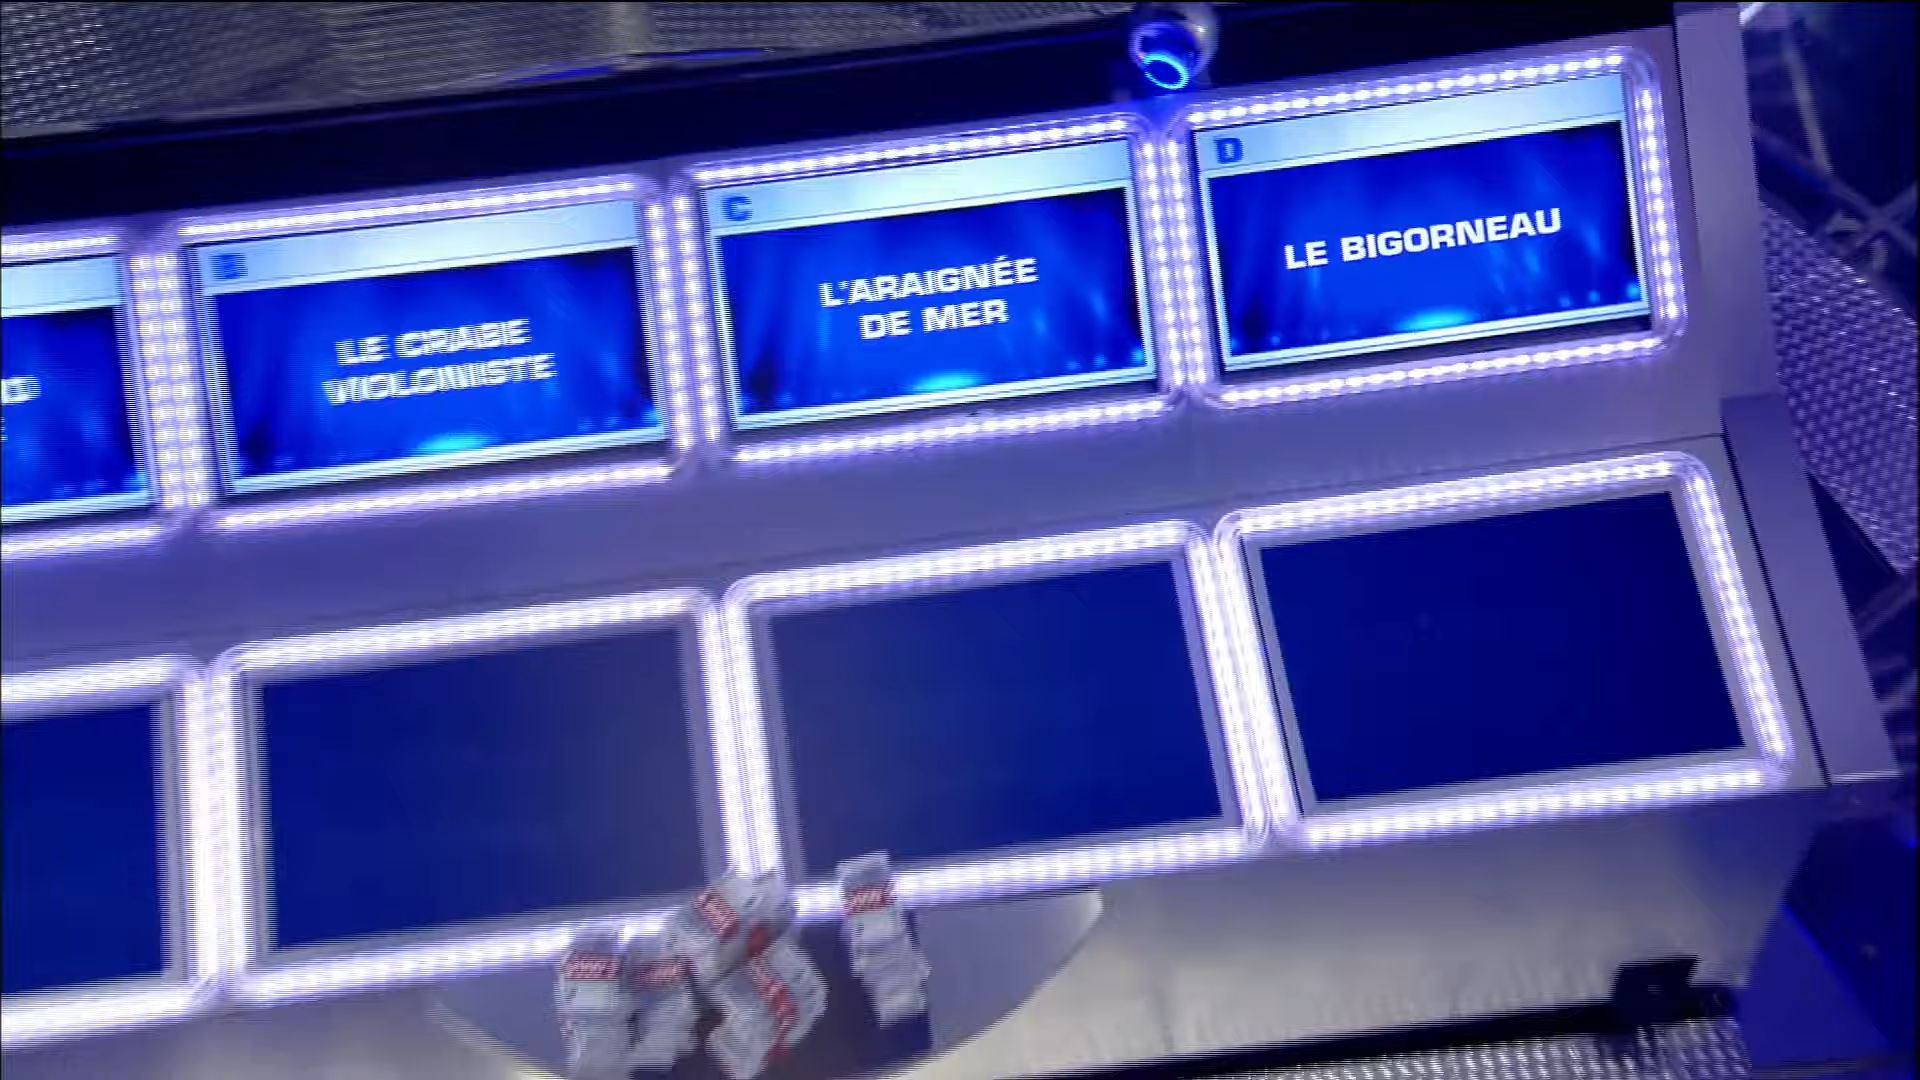 B
LE CRABE
VIOLONISTE
C
L'ARAIGNÉE
DE MER
D
LE BIGORNEAU